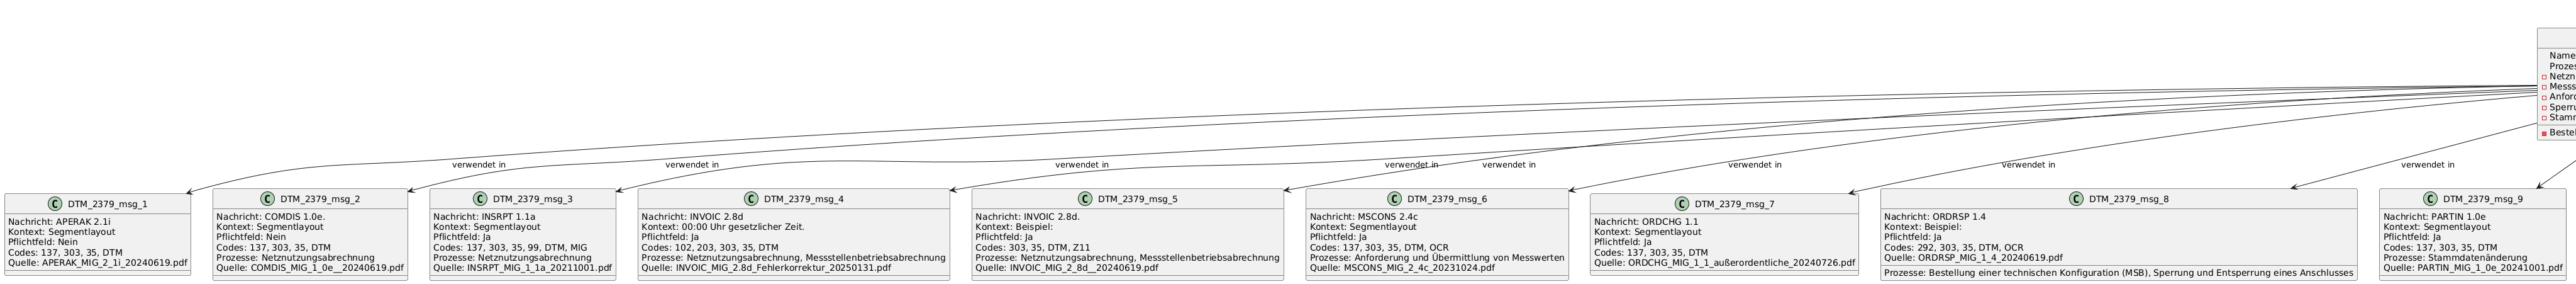 Name
Prozes
Netzn
Messs
Anford
Sperru
Stamm
Bestel
verwendet in
verwendet in
verwendet in
verwendet in
verwendet in
verwendet in
verwendet in
verwendet in
C DTM_2379_msg_1
Nachricht: APERAK 2.1i
Kontext: Segmentlayout
Pflichtfeld: Nein
Codes: 137, 303, 35, DTM
Quelle: APERAK_MIG_2_1i_20240619.pdf
C DTM_2379_msg_2
Nachricht: COMDIS 1.0e.
Kontext: Segmentlayout
Pflichtfeld: Nein
Codes: 137, 303, 35, DTM
Prozesse: Netznutzungsabrechnung
Quelle: COMDIS_MIG_1_0e__20240619.pdf
C DTM_2379_msg_3
Nachricht: INSRPT 1.1a
Kontext: Segmentlayout
Pflichtfeld: Ja
Codes: 137, 303, 35, 99, DTM, MIG
Prozesse: Netznutzungsabrechnung
Quelle: INSRPT_MIG_1_1a_20211001.pdf
C DTM_2379_msg_4
Nachricht: INVOIC 2.8d
Kontext: 00:00 Uhr gesetzlicher Zeit.
Pflichtfeld: Ja
Codes: 102, 203, 303, 35, DTM
Prozesse: Netznutzungsabrechnung, Messstellenbetriebsabrechnung
Quelle: INVOIC_MIG_2.8d_Fehlerkorrektur_20250131.pdf
C DTM_2379_msg_5
Nachricht: INVOIC 2.8d.
Kontext: Beispiel:
Pflichtfeld: Ja
Codes: 303, 35, DTM, Z11
Prozesse: Netznutzungsabrechnung, Messstellenbetriebsabrechnung
Quelle: INVOIC_MIG_2_8d__20240619.pdf
C DTM_2379_msg_6
Nachricht: MSCONS 2.4c
Kontext: Segmentlayout
Pflichtfeld: Ja
Codes: 137, 303, 35, DTM, OCR
Prozesse: Anforderung und Übermittlung von Messwerten
Quelle: MSCONS_MIG_2_4c_20231024.pdf
C DTM_2379_msg_7
Nachricht: ORDCHG 1.1
Kontext: Segmentlayout
Pflichtfeld: Ja
Codes: 137, 303, 35, DTM
Quelle: ORDCHG_MIG_1_1_außerordentliche_20240726.pdf
C DTM_2379_msg_8
Nachricht: ORDRSP 1.4
Kontext: Beispiel:
Pflichtfeld: Ja
Codes: 292, 303, 35, DTM, OCR
Quelle: ORDRSP_MIG_1_4_20240619.pdf
Prozesse: Bestellung einer technischen Konfiguration (MSB), Sperrung und Entsperrung eines Anschlusses
C DTM_2379_msg_9
Nachricht: PARTIN 1.0e
Kontext: Segmentlayout
Pflichtfeld: Ja
Codes: 137, 303, 35, DTM
Prozesse: Stammdatenänderung
Quelle: PARTIN_MIG_1_0e_20241001.pdf